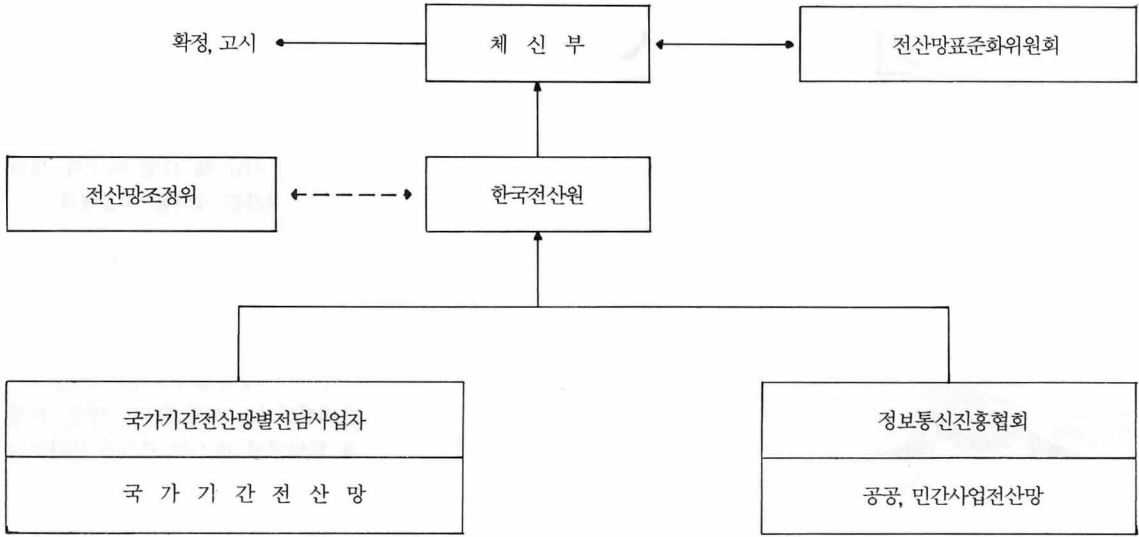 확정, 고시
체 신 부
전산망표준화위원회
전산망조정위
한국전산원
국가기간전산망별전담사업자
정보통신진흥협회
국 가 기 간 전 산 망
공공, 민간사업전산망